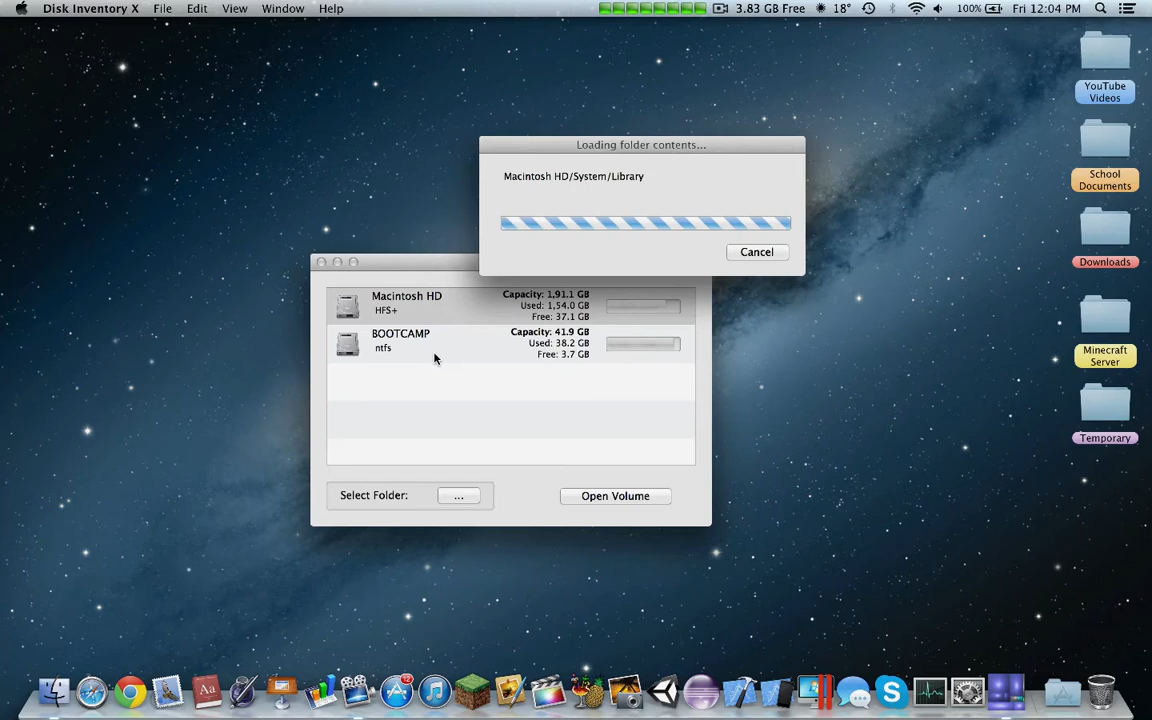 Disk Inventory X File Edit View Window Help 3.83 GB Free 18° 100% Fri 12:04 PM
YouTube
Videos
School
Documents
Downloads
Minecraft
Server
Temporary
Loading folder contents...
Macintosh HD/System/Library
Cancel
Macintosh HD
HFS+
Capacity: 1,91.1 GB
Used: 1,54.0 GB
Free: 37.1 GB
BOOTCAMP
ntfs
Capacity: 41.9 GB
Used: 38.2 GB
Free: 3.7 GB
Select Folder: ...
Open Volume
Aa
12